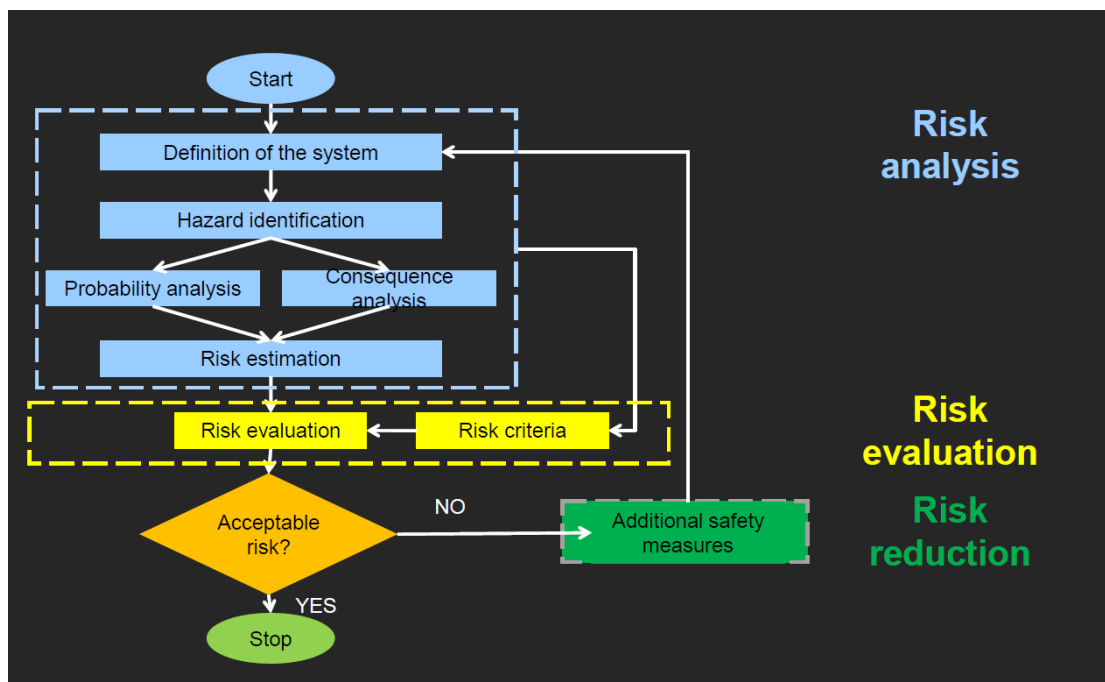 Start
Definition of the system
Hazard identification
Probability analysis
Consequence
analysis
Risk estimation
Risk evaluation
Risk criteria
Acceptable
risk?
NO
Additional safety
measures
YES
Stop
Risk
analysis
Risk
evaluation
Risk
reduction